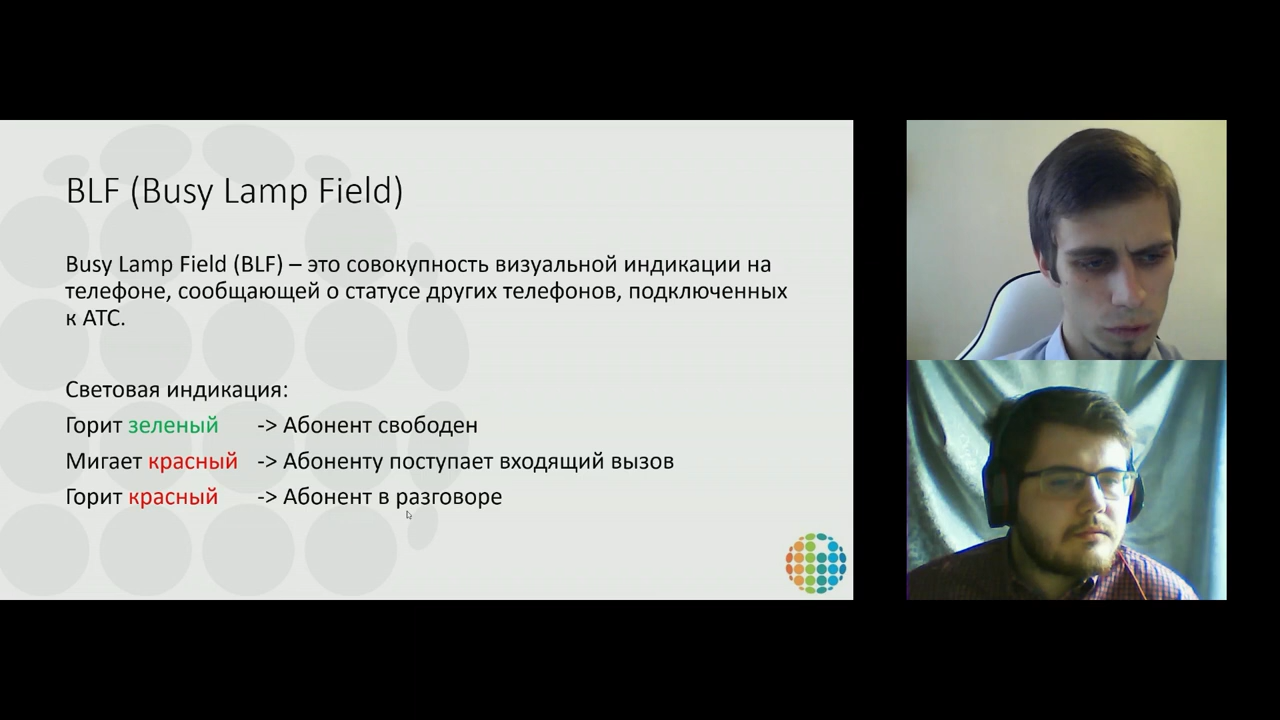 BLF (Busy Lamp Field)
Busy Lamp Field (BLF) – это совокупность визуальной индикации на
телефоне, сообщающей о статусе других телефонов, подключенных
к АТС.
Световая индикация:
Горит зеленый -> Абонент свободен
Мигает красный -> Абоненту поступает входящий вызов
Горит красный -> Абонент в разговоре